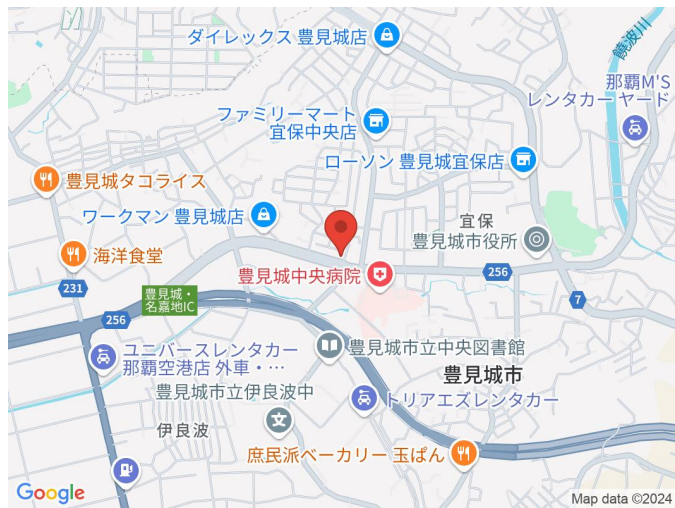 ダイレックス 豊見城店
饒波川
那覇M'S
レンタカー ヤード
ファミリーマート
宜保中央店
ローソン 豊見城宜保店
豊見城タコライス
ワークマン 豊見城店
宜保
豊見城市役所
海洋食堂
豊見城中央病院
256
231
7
豊見城・
名嘉地IC
256
ユニバースレンタカー
那覇空港店 外車・…
豊見城市立中央図書館
豊見城市
豊見城市立伊良波中
トリアエズレンタカー
伊良波
庶民派ベーカリー 玉ぱん
Google
Map data ©2024